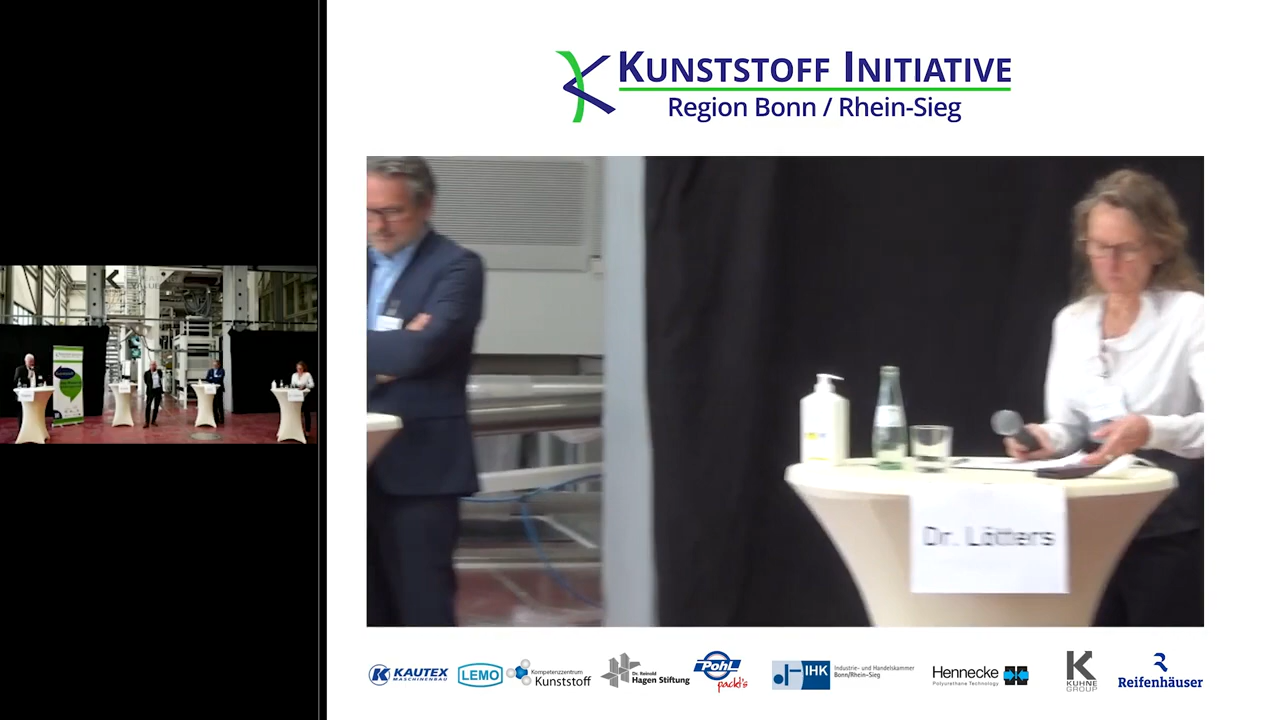 KUNSTSTOFF INITIATIVE
Region Bonn / Rhein-Sieg
Dr. Lötters
KAUTEX
MASCHINENBAU
LEMO
Kompetenzzentrum
Kunststoff
Dr. Reinold
Hagen Stiftung
POHL
packt's
IHK
Industrie- und Handelskammer
Bonn/Rhein-Sieg
Hennecke
Polyurethane Technology
KUHNE
GROUP
Reifenhäuser